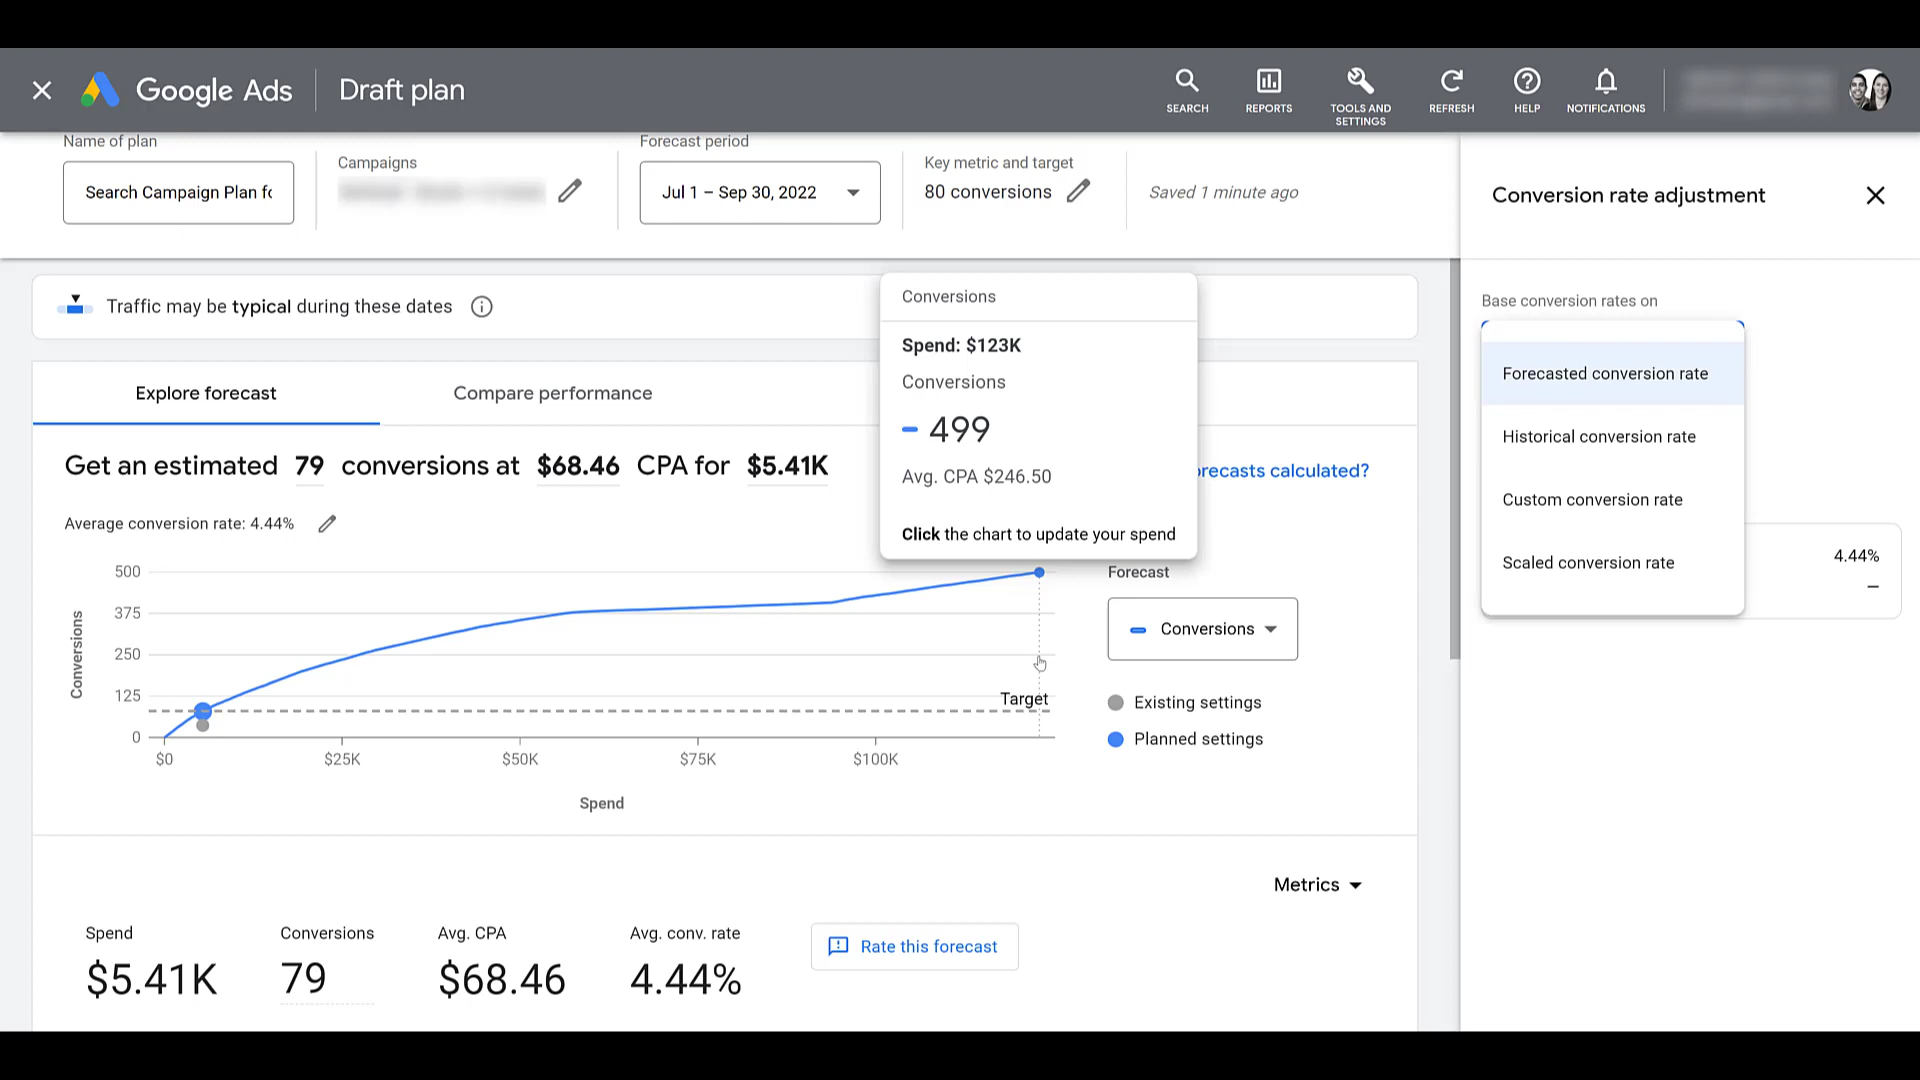 Google Ads
Draft plan
SEARCH
REPORTS
TOOLS AND
SETTINGS
REFRESH
HELP
NOTIFICATIONS
Name of plan
Search Campaign Plan fo
Campaigns
Forecast period
Jul 1 – Sep 30, 2022
Key metric and target
80 conversions
Saved 1 minute ago
Traffic may be typical during these dates
Explore forecast
Compare performance
Get an estimated 79 conversions at $68.46 CPA for $5.41K
orecasts calculated?
Average conversion rate: 4.44%
Conversions
Spend: $123K
Conversions
499
Avg. CPA $246.50
Click the chart to update your spend
Conversions
500
375
250
125
0
Target
$0
$25K
$50K
$75K
$100K
Spend
Forecast
Conversions
Existing settings
Planned settings
Metrics
Spend
$5.41K
Conversions
79
Avg. CPA
$68.46
Avg. conv. rate
4.44%
Rate this forecast
Conversion rate adjustment
Base conversion rates on
Forecasted conversion rate
Historical conversion rate
Custom conversion rate
Scaled conversion rate
4.44%
–